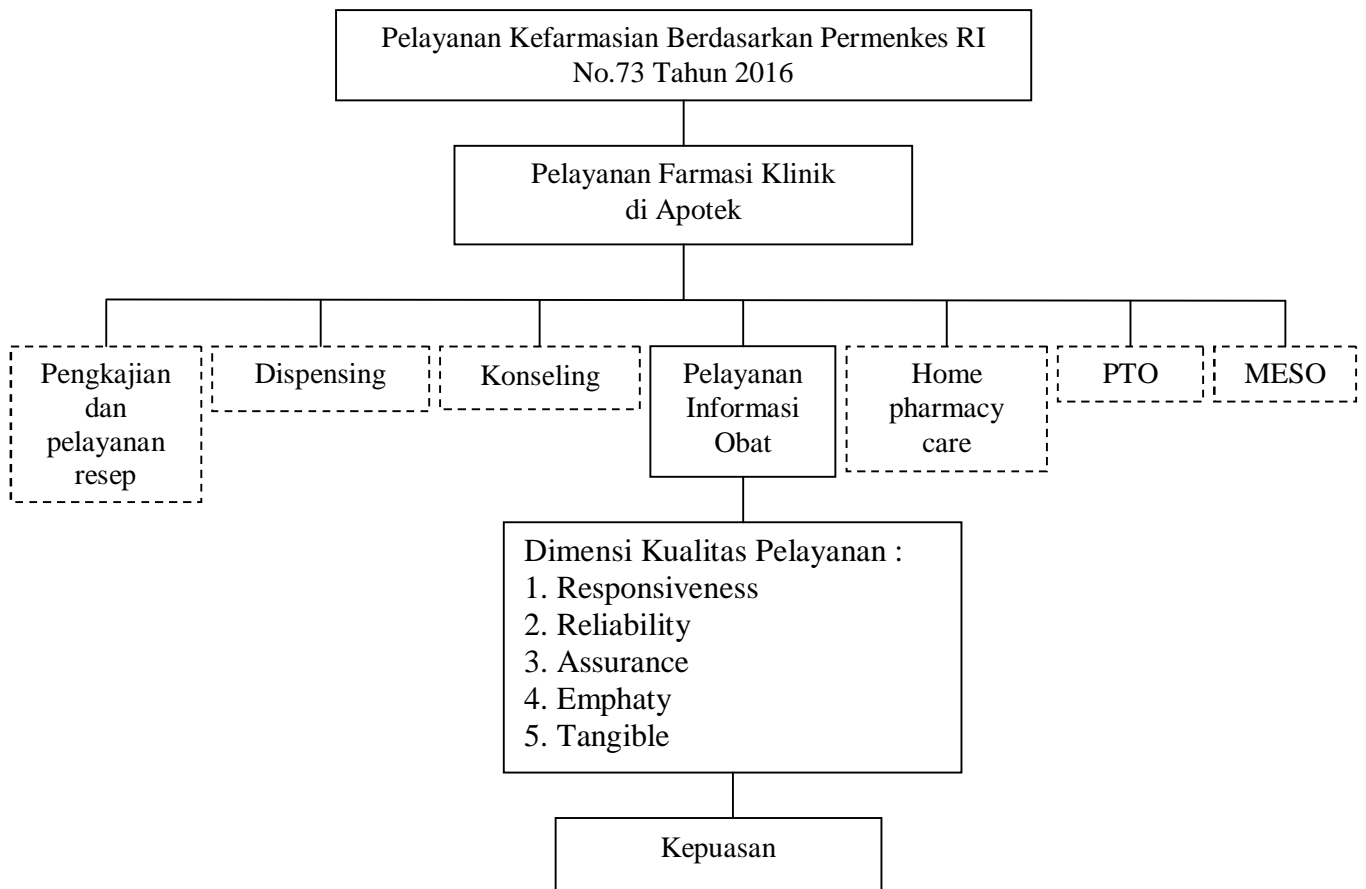 Pelayanan Kefarmasian Berdasarkan Permenkes RI
No.73 Tahun 2016
Pelayanan Farmasi Klinik
di Apotek
Pengkajian
dan
pelayanan
resep
Dispensing
Konseling
Pelayanan
Informasi
Obat
Home
pharmacy
care
PTO
MESO
Dimensi Kualitas Pelayanan :
1. Responsiveness
2. Reliability
3. Assurance
4. Emphaty
5. Tangible
Kepuasan